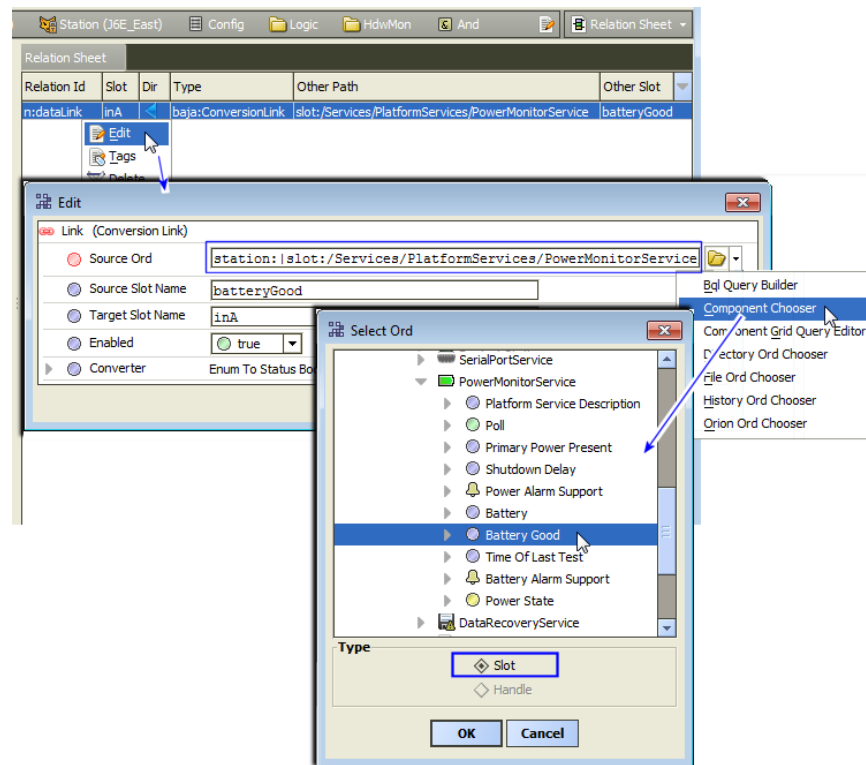 Station (J6E_East) Config Logic HdwMon And Relation Sheet
Relation Sheet
Relation Id Slot Dir Type Other Path Other Slot
n:dataLink inA baja:ConversionLink slot:/Services/PlatformServices/PowerMonitorService batteryGood
Edit
Tags
Delete
Edit
Link (Conversion Link)
Source Ord station:|slot:/Services/PlatformServices/PowerMonitorService
Source Slot Name batteryGood
Target Slot Name inA
Enabled true
Converter Enum To Status Boo
Bql Query Builder
Component Chooser
Component Grid Query Editor
Directory Ord Chooser
File Ord Chooser
History Ord Chooser
Orion Ord Chooser
Select Ord
SerialPortService
PowerMonitorService
Platform Service Description
Poll
Primary Power Present
Shutdown Delay
Power Alarm Support
Battery
Battery Good
Time Of Last Test
Battery Alarm Support
Power State
DataRecoveryService
Type
Slot
Handle
OK Cancel